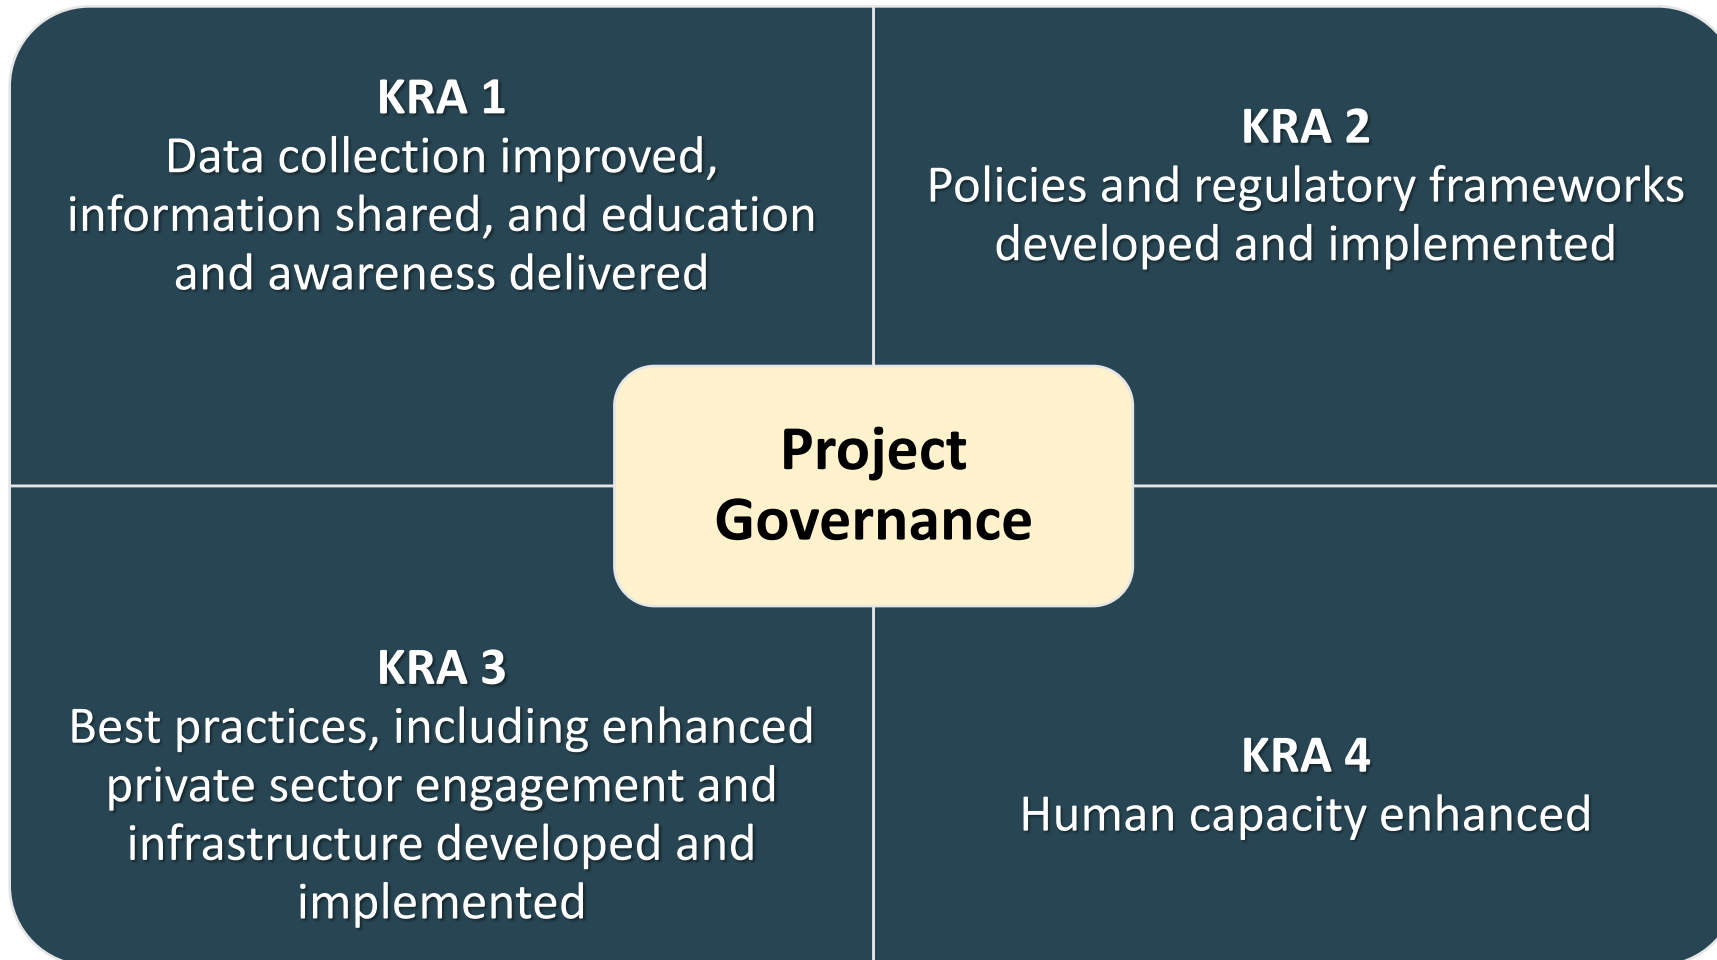 KRA 1
Data collection improved,
information shared, and education
and awareness delivered
KRA 2
Policies and regulatory frameworks
developed and implemented
Project
Governance
KRA 3
Best practices, including enhanced
private sector engagement and
infrastructure developed and
implemented
KRA 4
Human capacity enhanced